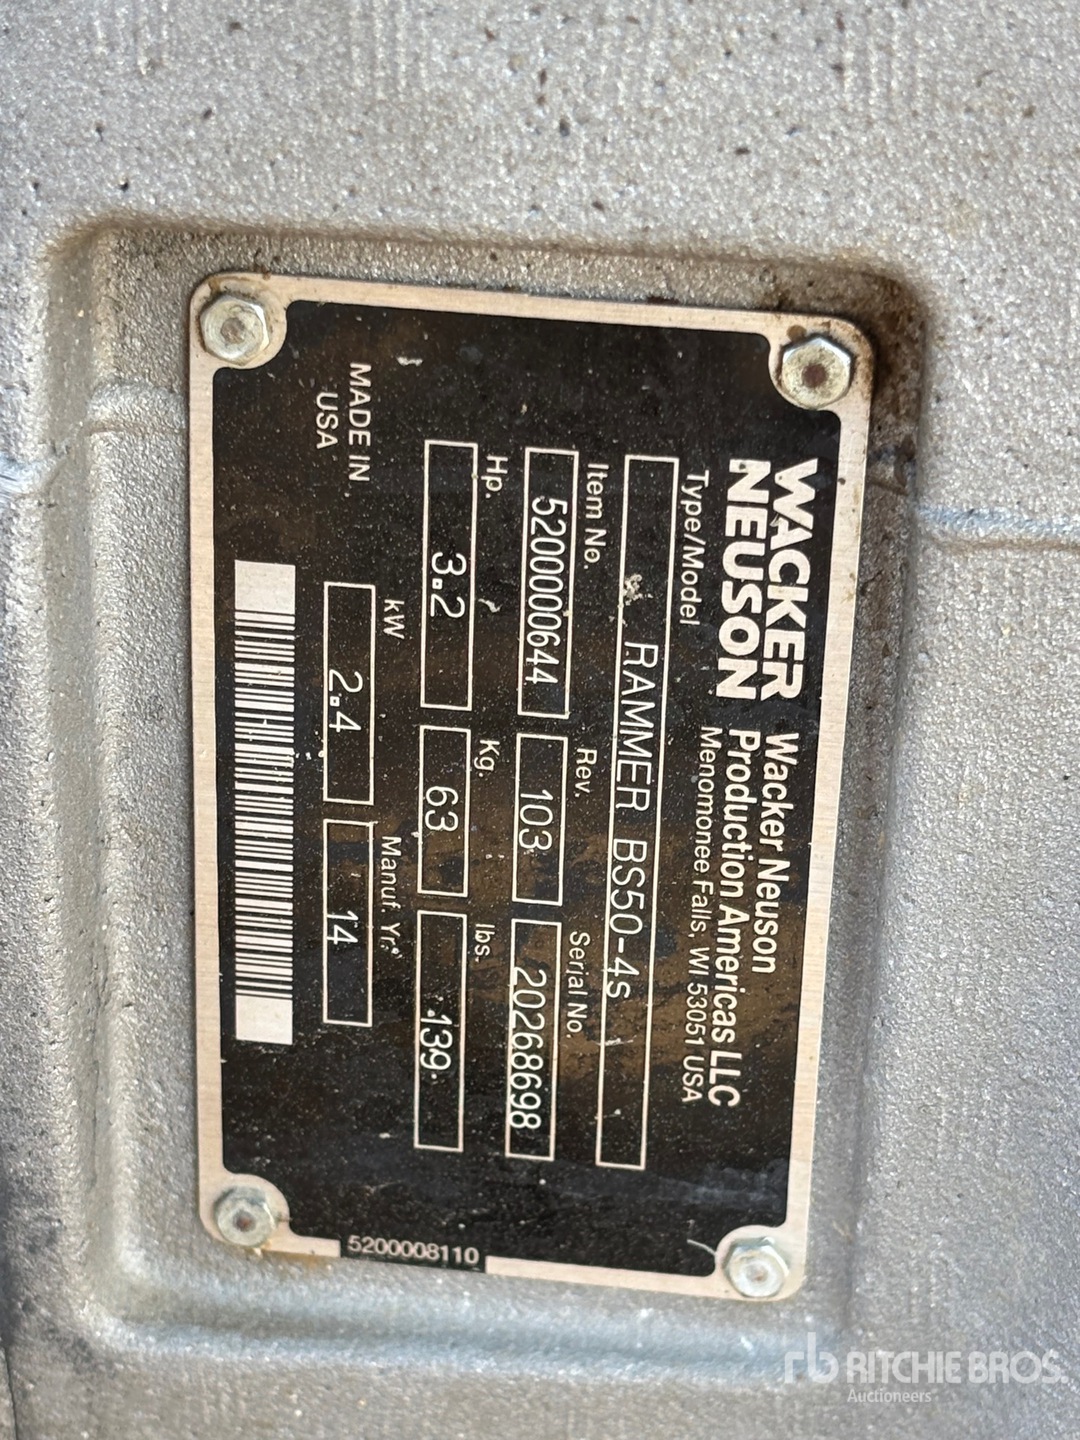 WACKER
NEUSON
Wacker Neuson
Production Americas LLC
Menomonee Falls, WI 53051 USA
Type/Model
RAMMER BS50-4s
Item No. Rev. Serial No.
5200000644 103 20268698
Hp. Kg. lbs.
3.2 63 139
kW Manuf. Yr.
2.4 14
MADE IN
USA
5200008110
rb RITCHIE BROS.
Auctioneers